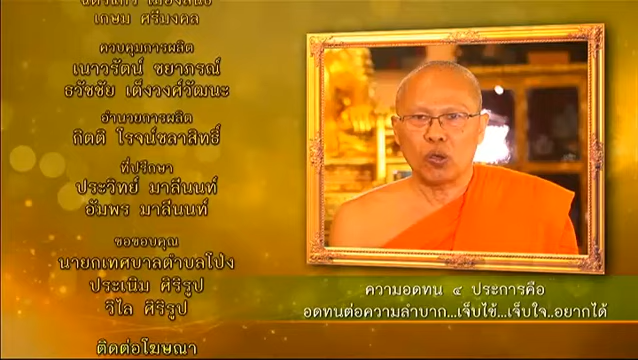 เกษม ศรีมงคล
ควบคุมการผลิต
เนาวรัตน์ ชยาภรณ์
ธวัชชัย เต็งวงศ์วัฒนะ
อำนวยการผลิต
กิตติ โรจน์ชลาสิทธิ์
ที่ปรึกษา
ประวิทย์ มาลีนนท์
อัมพร มาลีนนท์
ขอขอบคุณ
นายกเทศบาลตำบลโป่ง
ประเนิม ศิริรูป
วิไล ศิริรูป
ติดต่อโฆษณา
ความอดทน ๔ ประการคือ
อดทนต่อความลำบาก...เจ็บไข้...เจ็บใจ..อยากได้